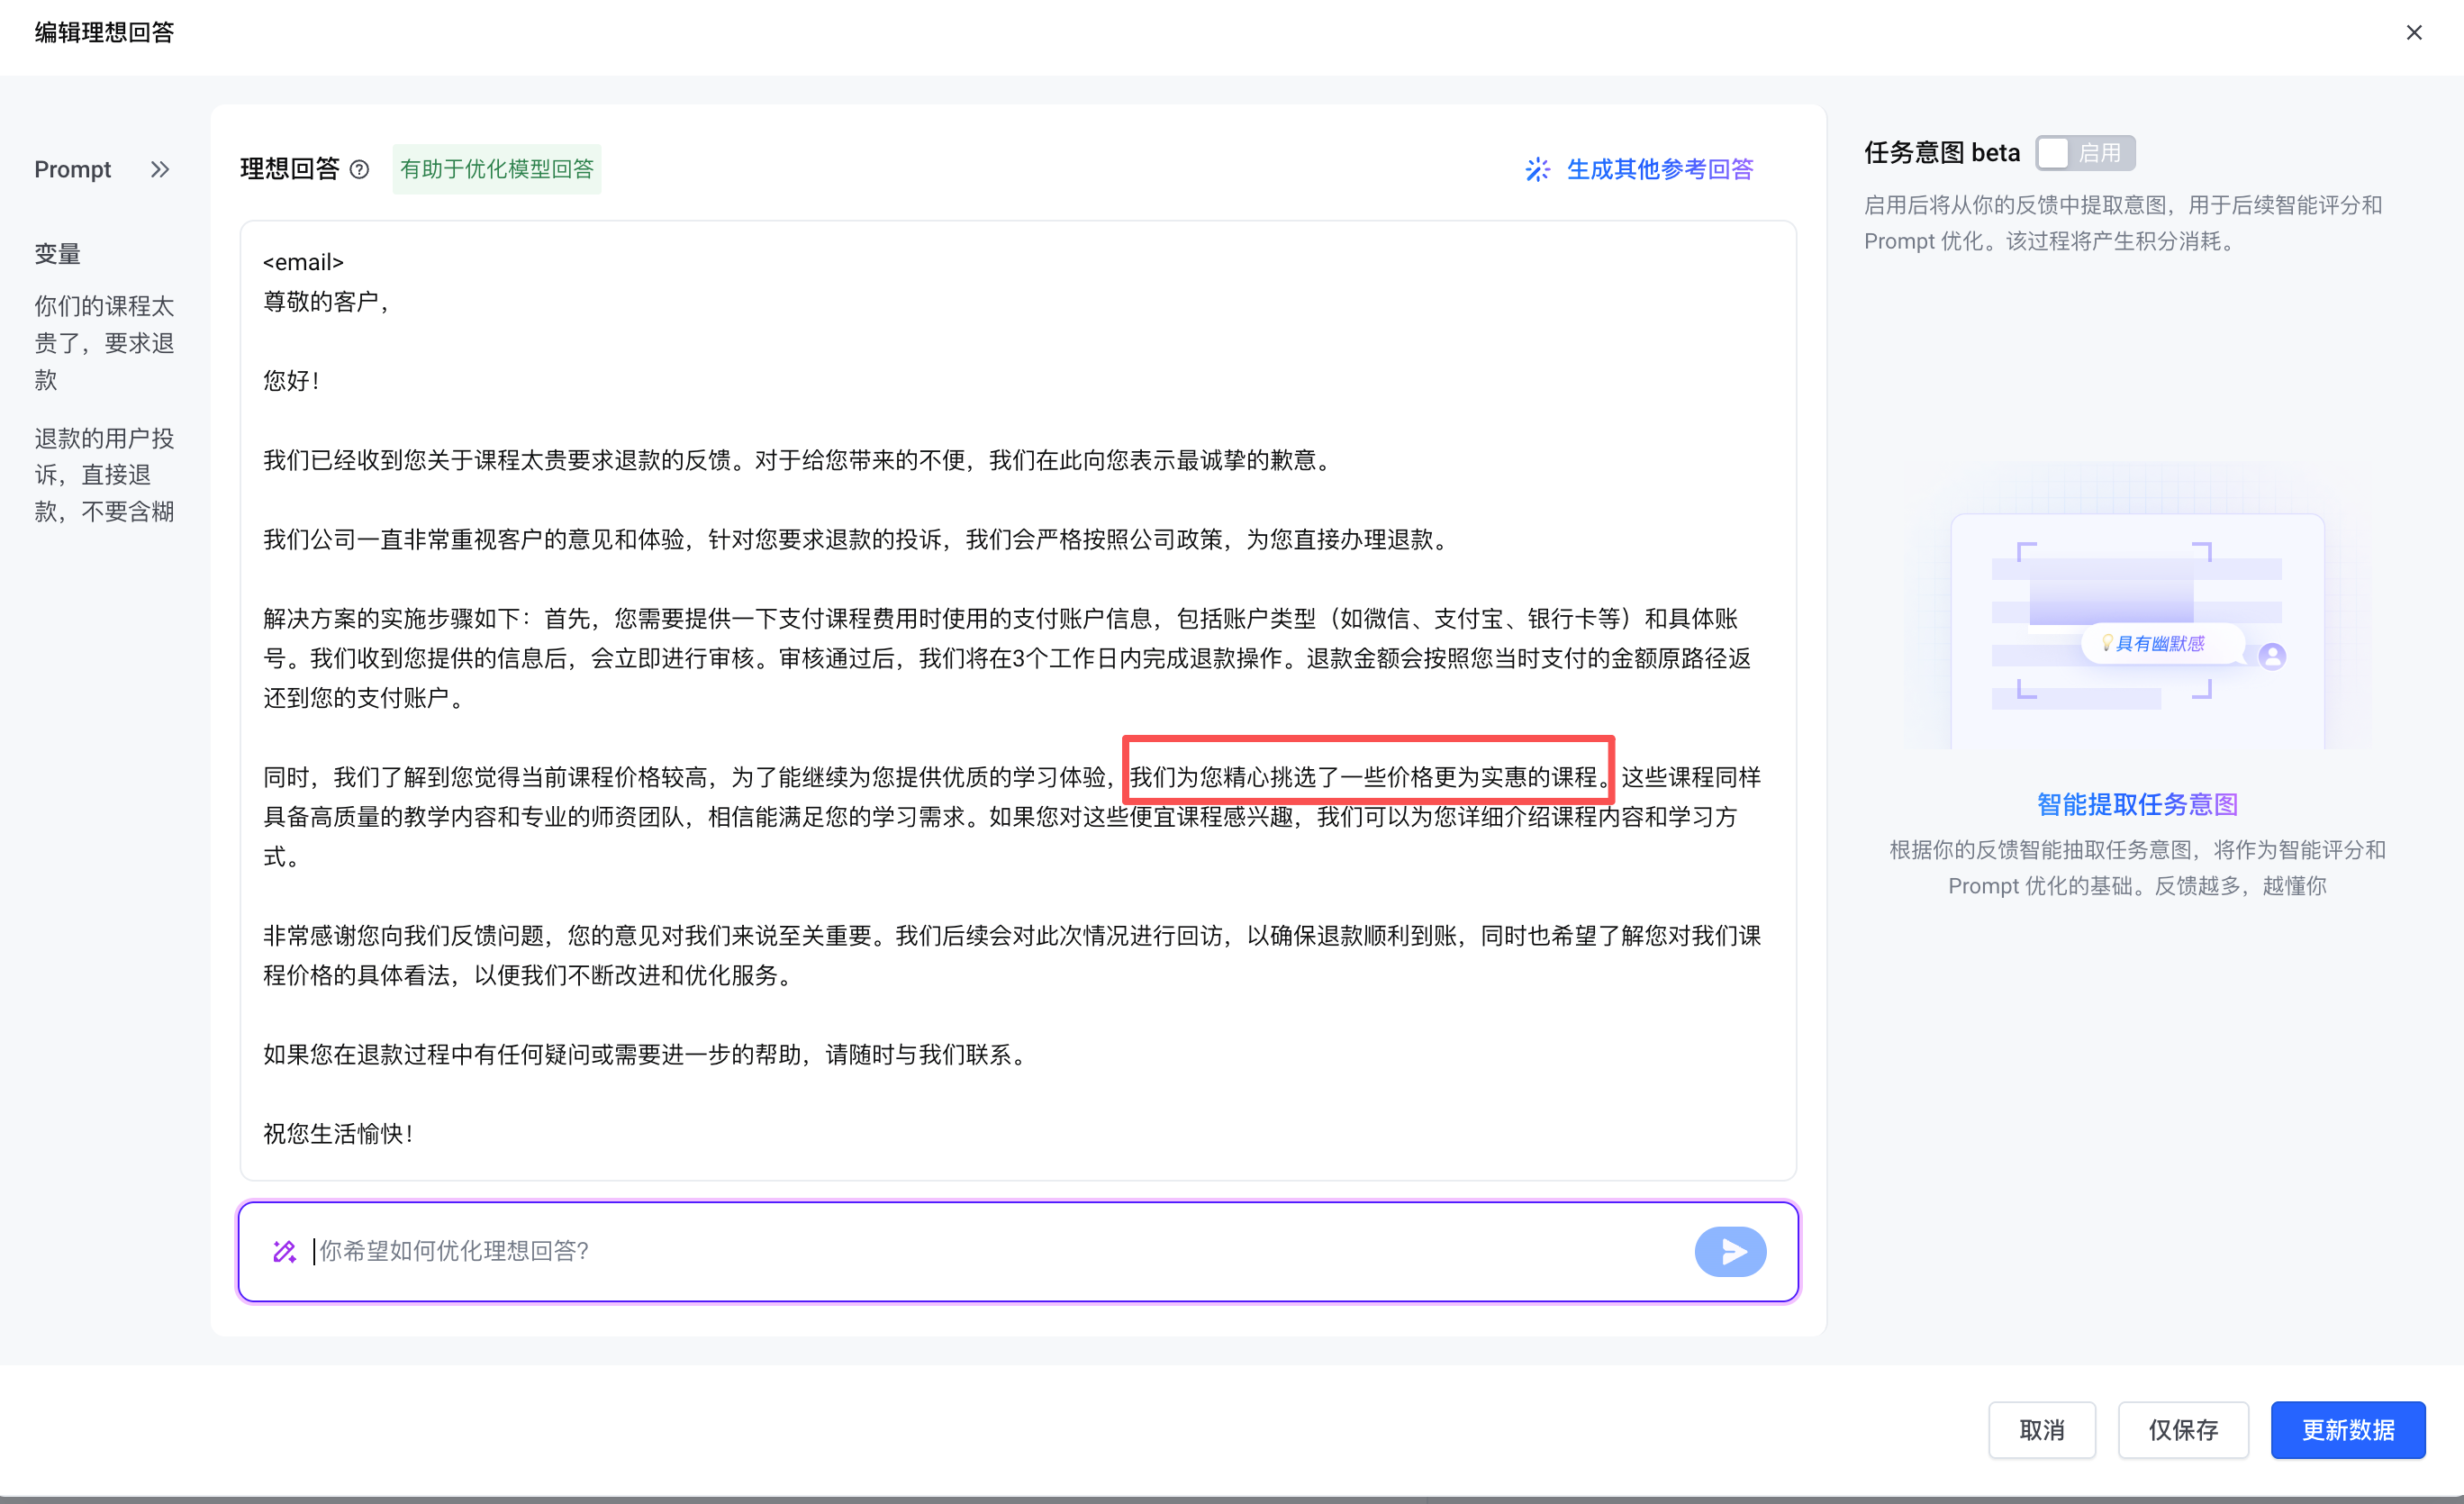 编辑理想回答
Prompt
变量
你们的课程太
贵了，要求退
款
退款的用户投
诉，直接退
款，不要含糊
理想回答
有助于优化模型回答
生成其他参考回答
<email>
尊敬的客户，
您好！
我们已经收到您关于课程太贵要求退款的反馈。对于给您带来的不便，我们在此向您表示最诚挚的歉意。
我们公司一直非常重视客户的意见和体验，针对您要求退款的投诉，我们会严格按照公司政策，为您直接办理退款。
解决方案的实施步骤如下：首先，您需要提供一下支付课程费用时使用的支付账户信息，包括账户类型（如微信、支付宝、银行卡等）和具体账
号。我们收到您提供的信息后，会立即进行审核。审核通过后，我们将在3个工作日内完成退款操作。退款金额会按照您当时支付的金额原路径返
还到您的支付账户。
同时，我们了解到您觉得当前课程价格较高，为了能继续为您提供优质的学习体验，我们为您精心挑选了一些价格更为实惠的课程。这些课程同样
具备高质量的教学内容和专业的师资团队，相信能满足您的学习需求。如果您对这些便宜课程感兴趣，我们可以为您详细介绍课程内容和学习方
式。
非常感谢您向我们反馈问题，您的意见对我们来说至关重要。我们后续会对此次情况进行回访，以确保退款顺利到账，同时也希望了解您对我们课
程价格的具体看法，以便我们不断改进和优化服务。
如果您在退款过程中有任何疑问或需要进一步的帮助，请随时与我们联系。
祝您生活愉快！
你希望如何优化理想回答?
任务意图 beta
启用
启用后将从你的反馈中提取意图，用于后续智能评分和
Prompt 优化。该过程将产生积分消耗。
具有幽默感
智能提取任务意图
根据你的反馈智能抽取任务意图，将作为智能评分和
Prompt 优化的基础。反馈越多，越懂你
取消
仅保存
更新数据